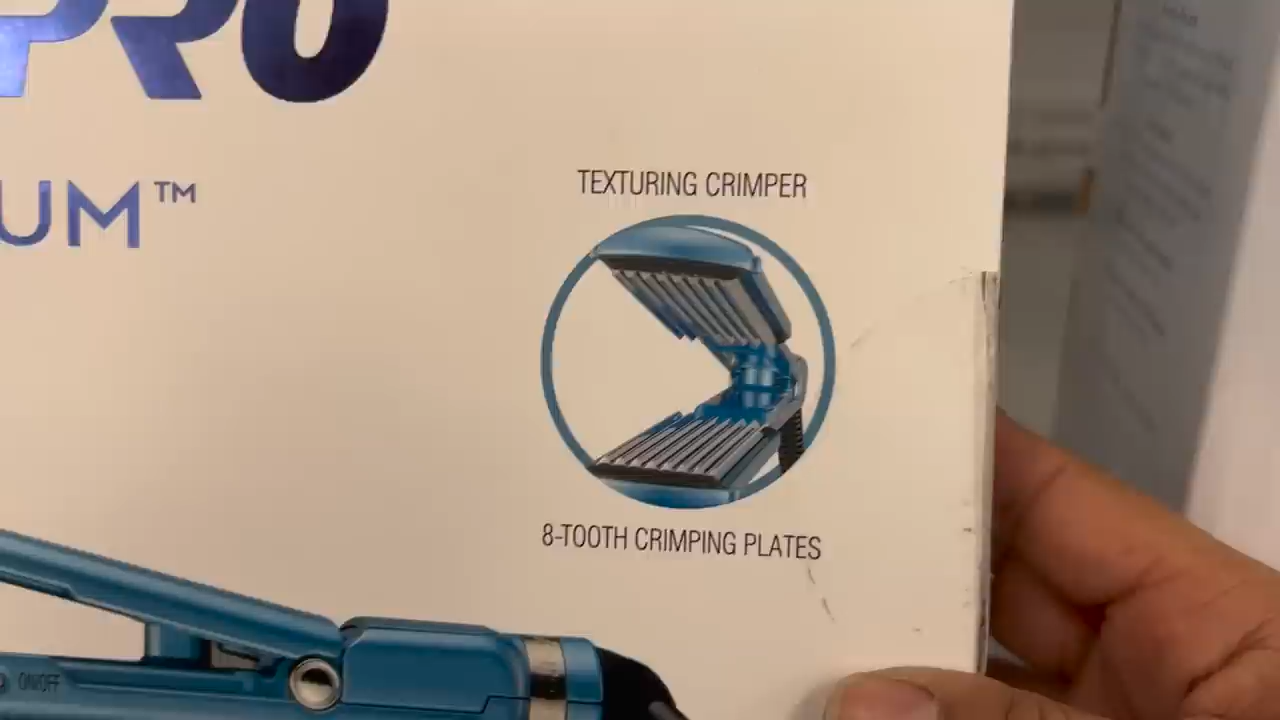 PRO
UM™
TEXTURING CRIMPER
8-TOOTH CRIMPING PLATES
ON/OFF